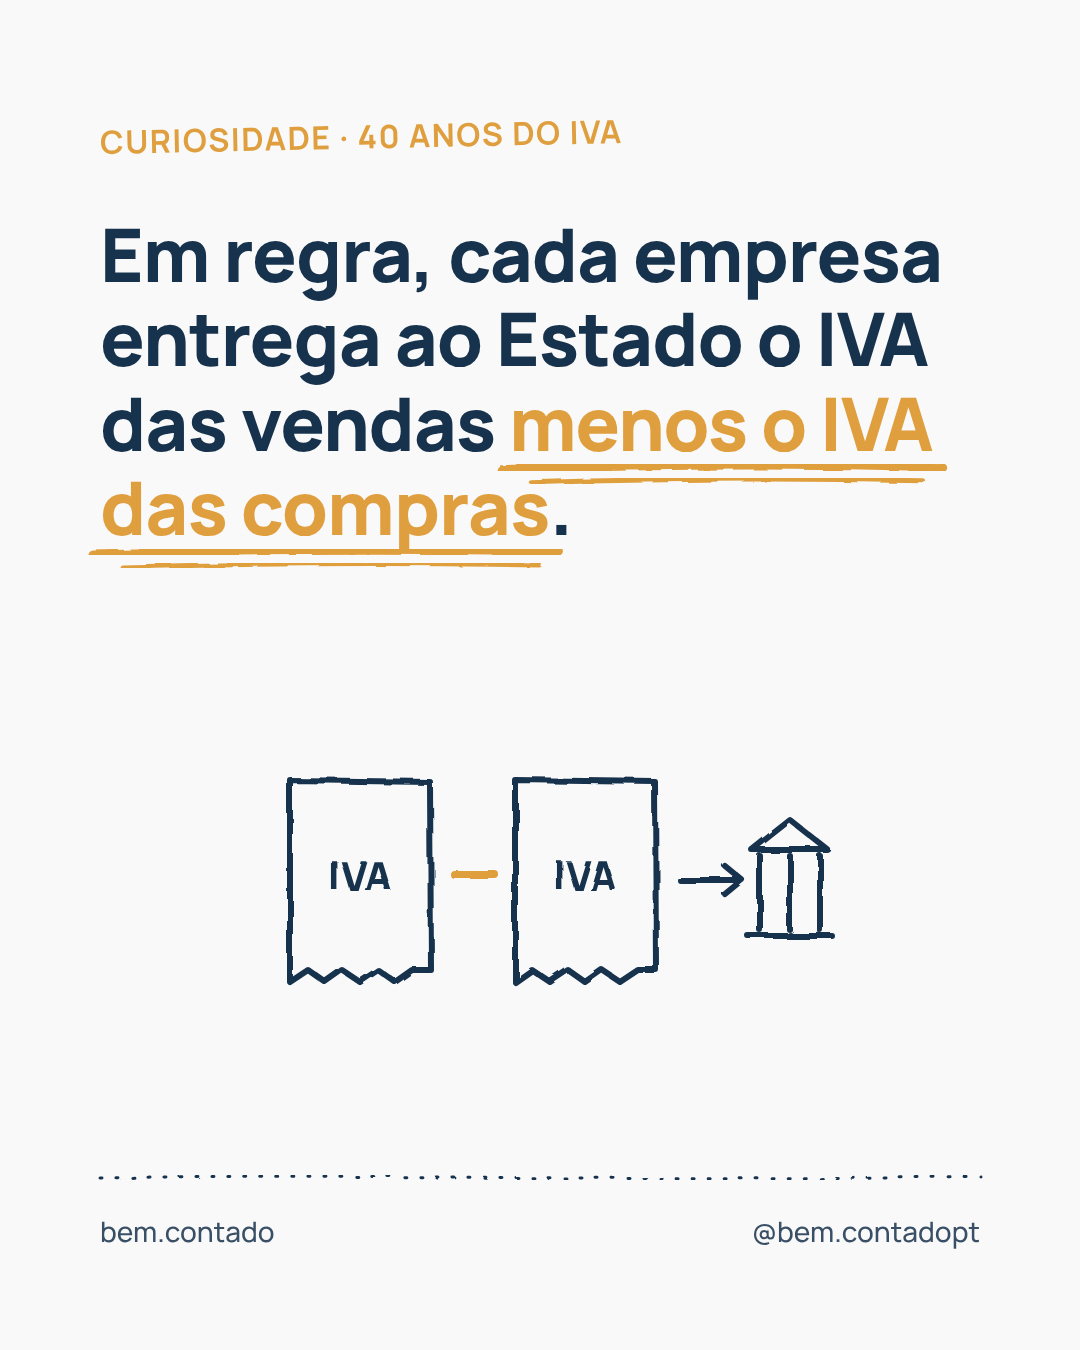 CURIOSIDADE · 40 ANOS DO IVA
Em regra, cada empresa
entrega ao Estado o IVA
das vendas menos o IVA
das compras.
IVA
IVA
bem.contado
@bem.contadopt